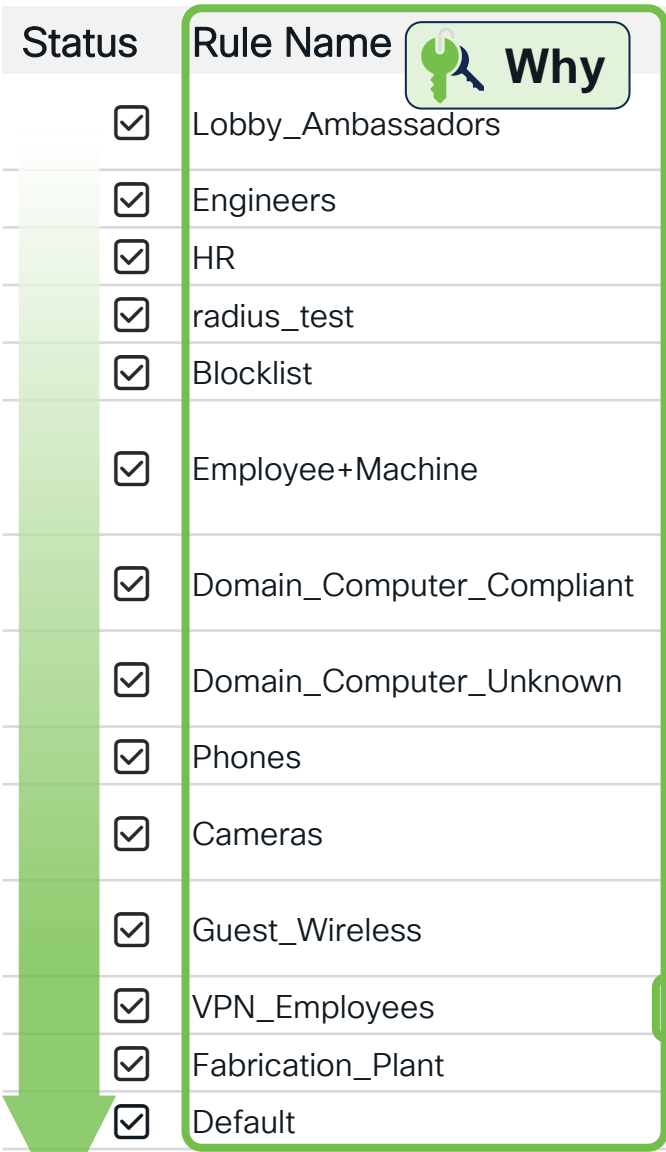 Status Rule Name Why
Lobby_Ambassadors
Engineers
HR
radius_test
Blocklist
Employee+Machine
Domain_Computer_Compliant
Domain_Computer_Unknown
Phones
Cameras
Guest_Wireless
VPN_Employees
Fabrication_Plant
Default